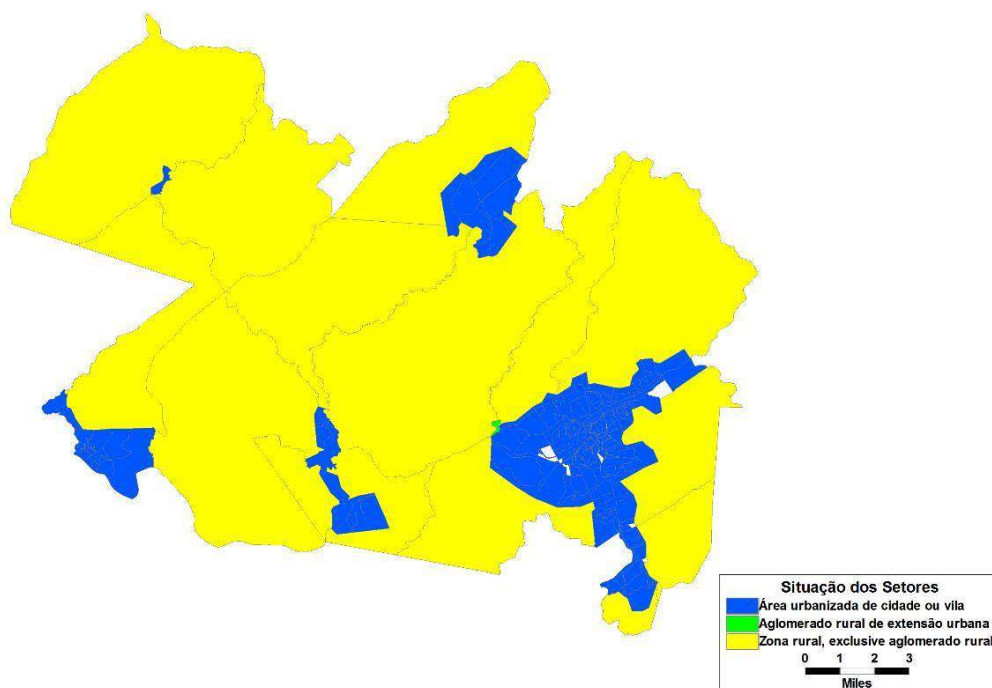 Situação dos Setores
Área urbanizada de cidade ou vila
Aglomerado rural de extensão urbana
Zona rural, exclusive aglomerado rural
0 1 2 3
Miles